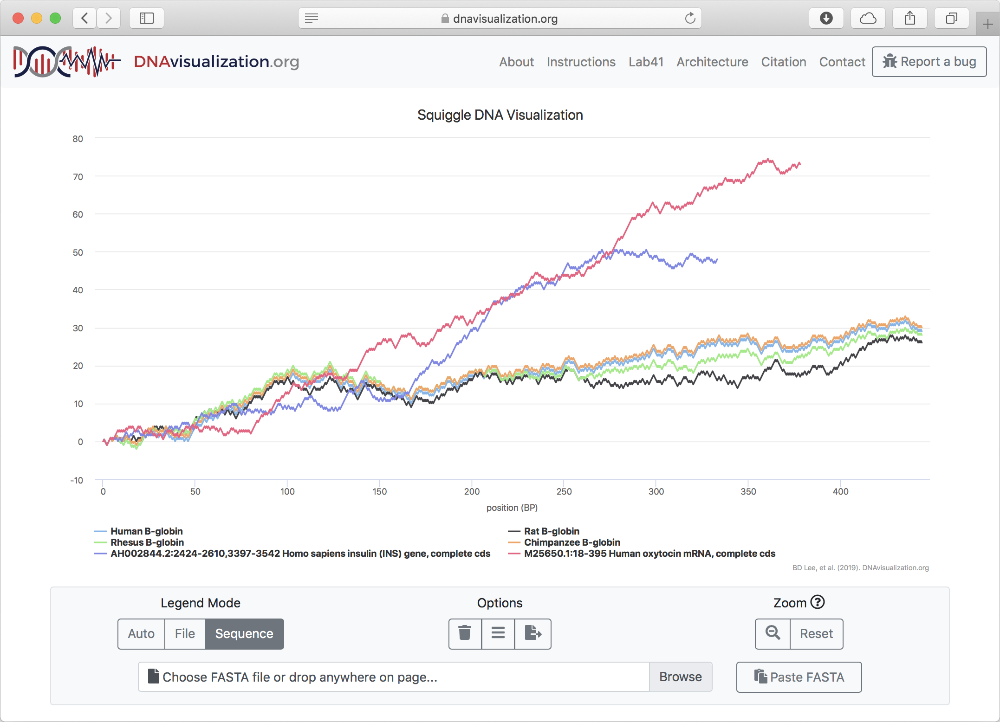 dnavisualization.org
DNAvisualization.org
About Instructions Lab41 Architecture Citation Contact Report a bug
Squiggle DNA Visualization
80
70
60
50
40
30
20
10
0
-10
0 50 100 150 200 250 300 350 400
position (BP)
Human B-globin Rat B-globin
Rhesus B-globin Chimpanzee B-globin
AH002844.2:2424-2610,3397-3542 Homo sapiens insulin (INS) gene, complete cds M25650.1:18-395 Human oxytocin mRNA, complete cds
BD Lee, et al. (2019). DNAvisualization.org
Legend Mode Options Zoom ?
Auto File Sequence Reset
Choose FASTA file or drop anywhere on page... Browse Paste FASTA